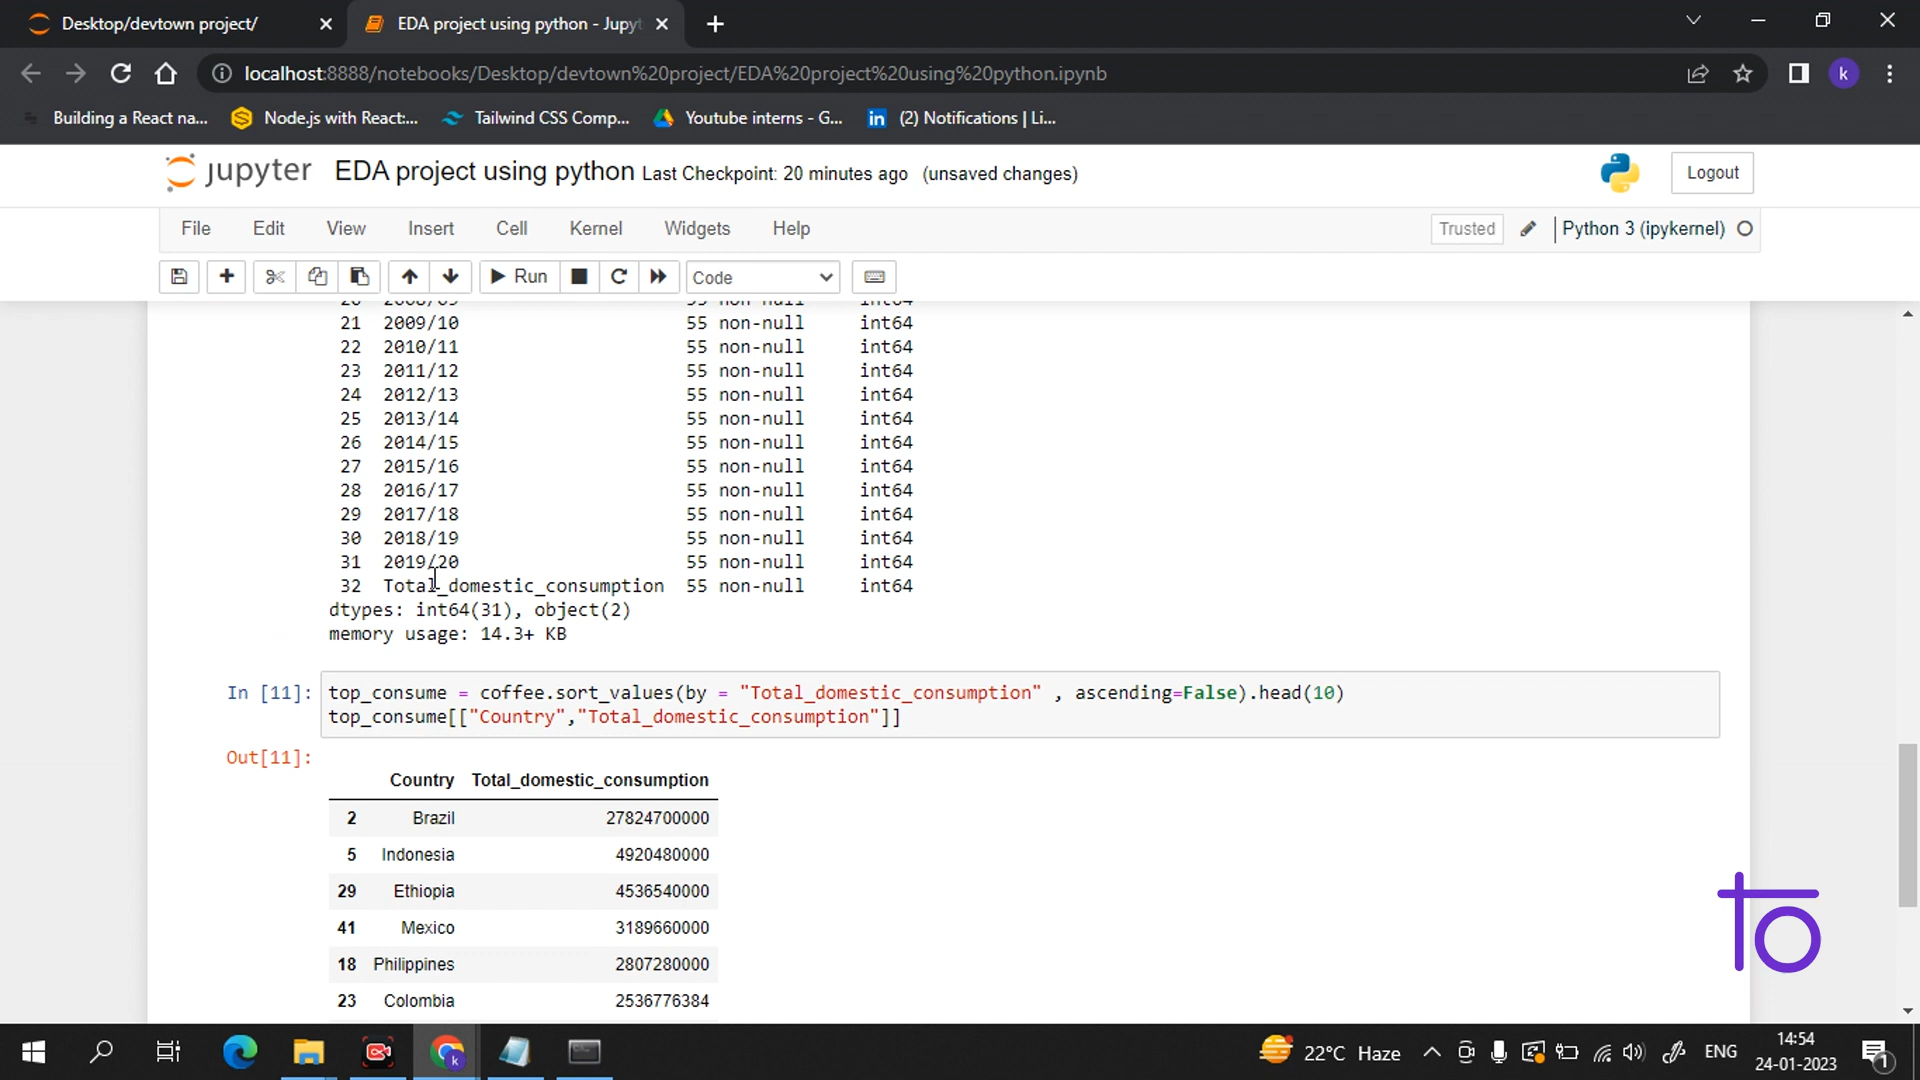 Desktop/devtown project/
EDA project using python - Jupyt
localhost:8888/notebooks/Desktop/devtown%20project/EDA%20project%20using%20python.ipynb
k
Building a React na...
Node.js with React:...
Tailwind CSS Comp...
Youtube interns - G...
(2) Notifications | Li...
jupyter EDA project using python Last Checkpoint: 20 minutes ago (unsaved changes)
Logout
File Edit View Insert Cell Kernel Widgets Help
Trusted
Python 3 (ipykernel)
Run
Code
20 2008/09 55 non-null int64
21 2009/10 55 non-null int64
22 2010/11 55 non-null int64
23 2011/12 55 non-null int64
24 2012/13 55 non-null int64
25 2013/14 55 non-null int64
26 2014/15 55 non-null int64
27 2015/16 55 non-null int64
28 2016/17 55 non-null int64
29 2017/18 55 non-null int64
30 2018/19 55 non-null int64
31 2019/20 55 non-null int64
32 Total_domestic_consumption 55 non-null int64
dtypes: int64(31), object(2)
memory usage: 14.3+ KB
In [11]: top_consume = coffee.sort_values(by = "Total_domestic_consumption" , ascending=False).head(10)
top_consume[["Country","Total_domestic_consumption"]]
Out[11]:
Country Total_domestic_consumption
2 Brazil 27824700000
5 Indonesia 4920480000
29 Ethiopia 4536540000
41 Mexico 3189660000
18 Philippines 2807280000
23 Colombia 2536776384
22°C Haze
ENG
14:54
24-01-2023
1